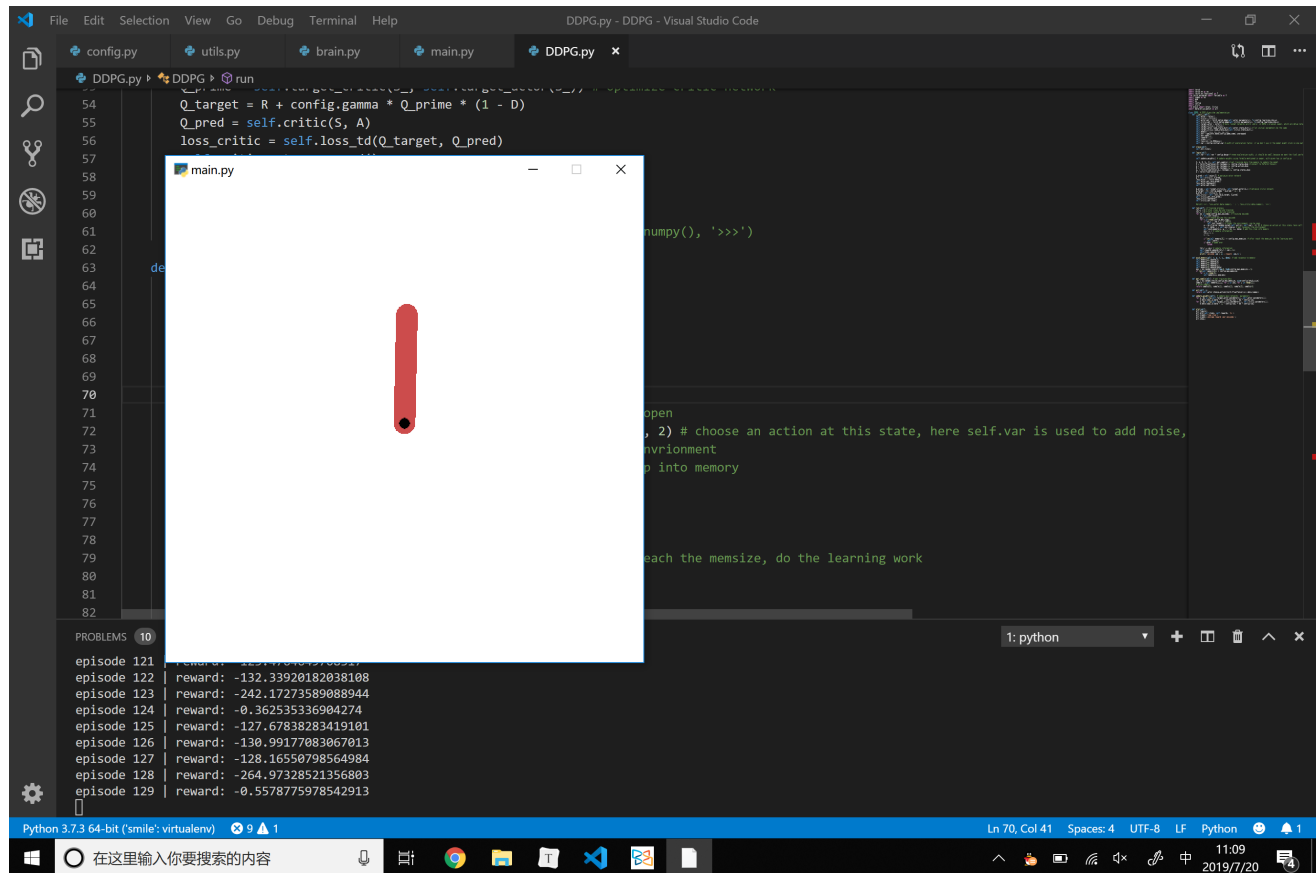 File Edit Selection View Go Debug Terminal Help DDPG.py - DDPG - Visual Studio Code
config.py utils.py brain.py main.py DDPG.py
DDPG.py DDPG run
54 Q_target = R + config.gamma * Q_prime * (1 - D)
55 Q_pred = self.critic(S, A)
56 loss_critic = self.loss_td(Q_target, Q_pred)
57
main.py
58
59
60
61 numpy(), '>>>')
62
63 de
64
65
66
67
68
69
70
71 open
72 , 2) # choose an action at this state, here self.var is used to add noise,
73 nvrionment
74 p into memory
75
76
77
78
79 each the memsize, do the learning work
80
81
82
PROBLEMS 10 1: python
episode 121 |
episode 122 | reward: -132.33920182038108
episode 123 | reward: -242.17273589088944
episode 124 | reward: -0.362535336904274
episode 125 | reward: -127.67838283419101
episode 126 | reward: -130.99177083067013
episode 127 | reward: -128.16550798564984
episode 128 | reward: -264.97328521356803
episode 129 | reward: -0.5578775978542913
Python 3.7.3 64-bit ('smile': virtualenv) 9 1 Ln 70, Col 41 Spaces: 4 UTF-8 LF Python 1
在这里输入你要搜索的内容 T 中 11:09
2019/7/20 4